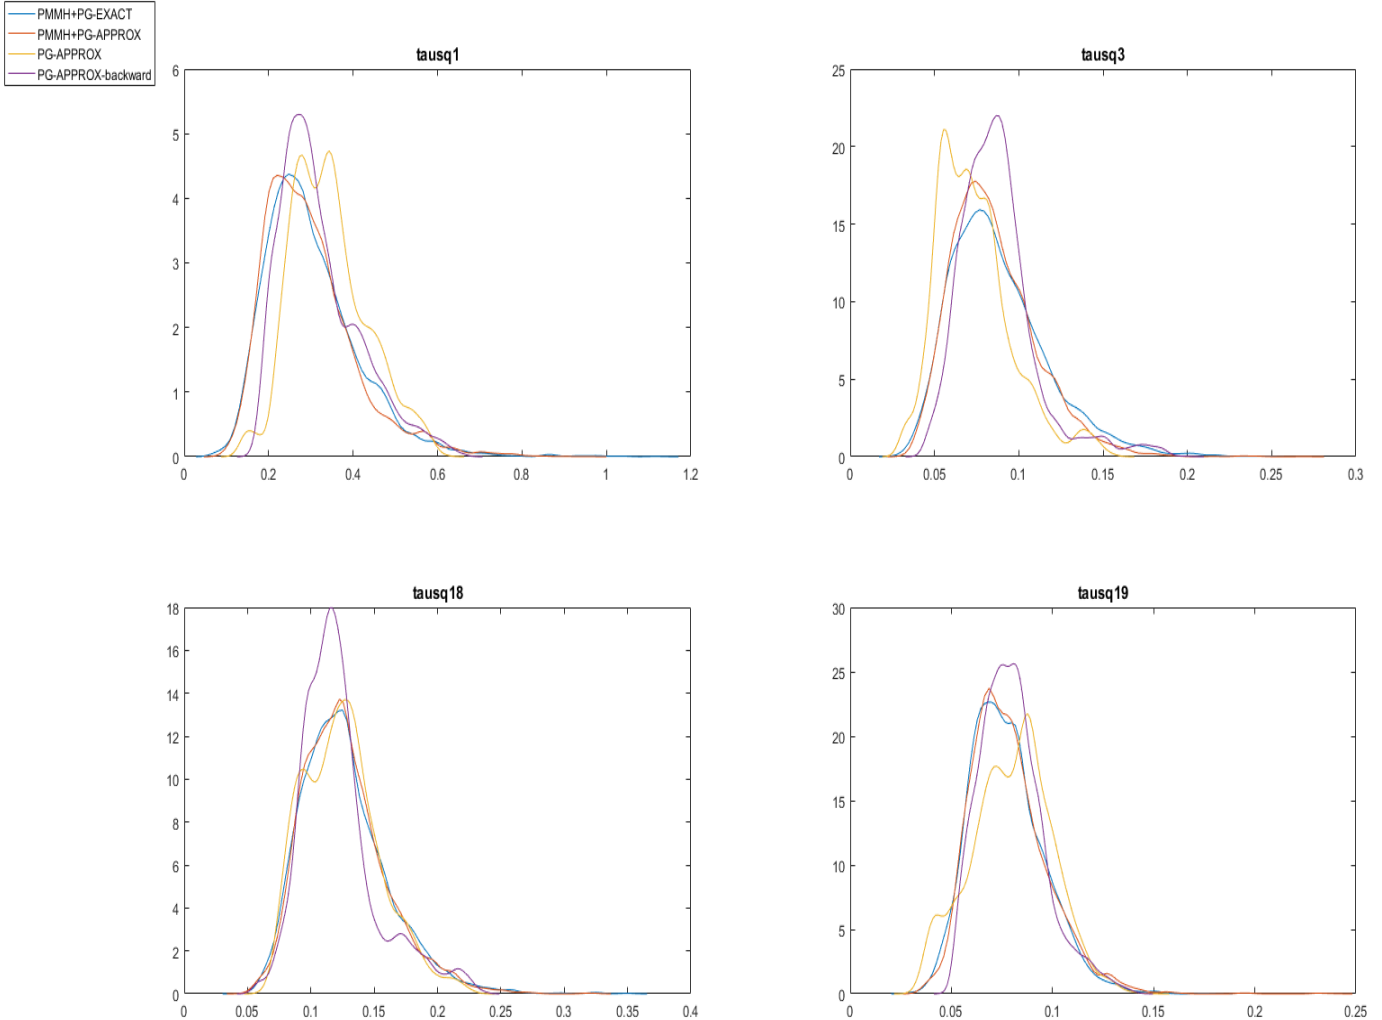 PMMH+PG-EXACT
PMMH+PG-APPROX
PG-APPROX
PG-APPROX-backward
tausq1
6
5
4
3
2
1
0
0 0.2 0.4 0.6 0.8 1 1.2
tausq3
25
20
15
10
5
0
0 0.05 0.1 0.15 0.2 0.25 0.3
tausq18
18
16
14
12
10
8
6
4
2
0
0 0.05 0.1 0.15 0.2 0.25 0.3 0.35 0.4
tausq19
30
25
20
15
10
5
0
0 0.05 0.1 0.15 0.2 0.25